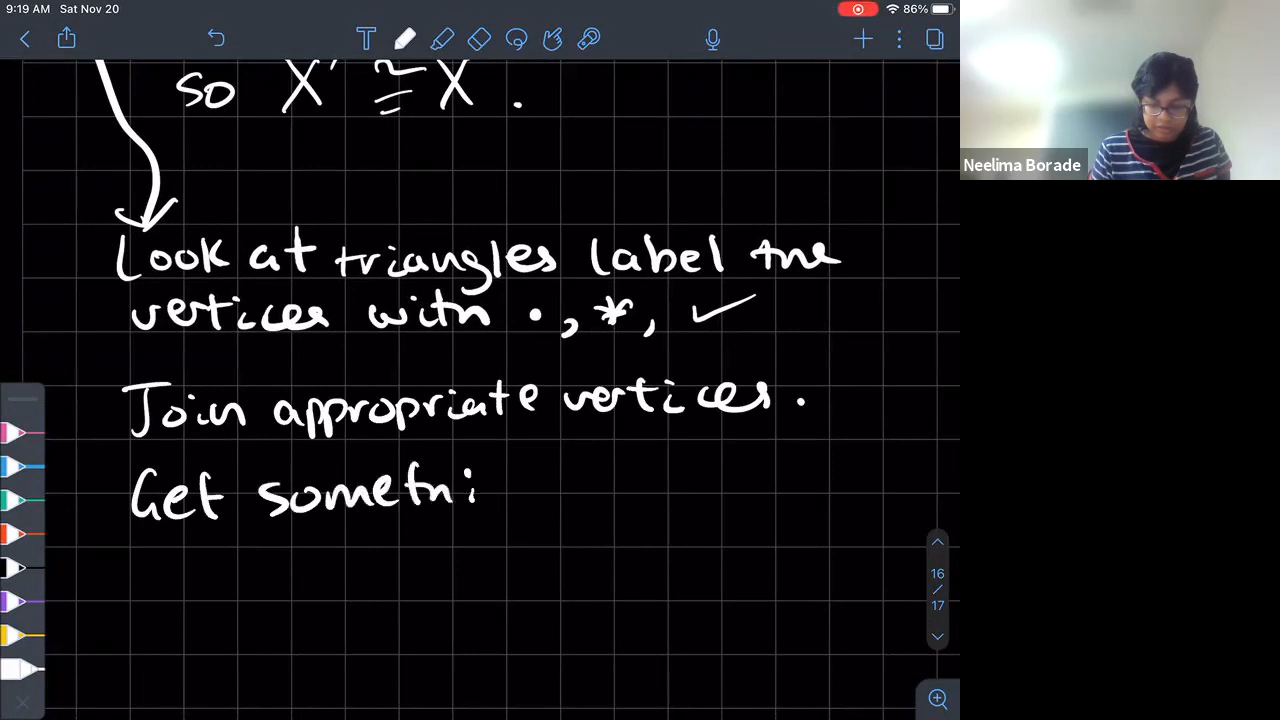 9:19 AM Sat Nov 20
86%
so X' ≅ X .
Look at triangles label the
vertices with •, *, ✓
Join appropriate vertices.
Get somethi
16
17
Neelima Borade